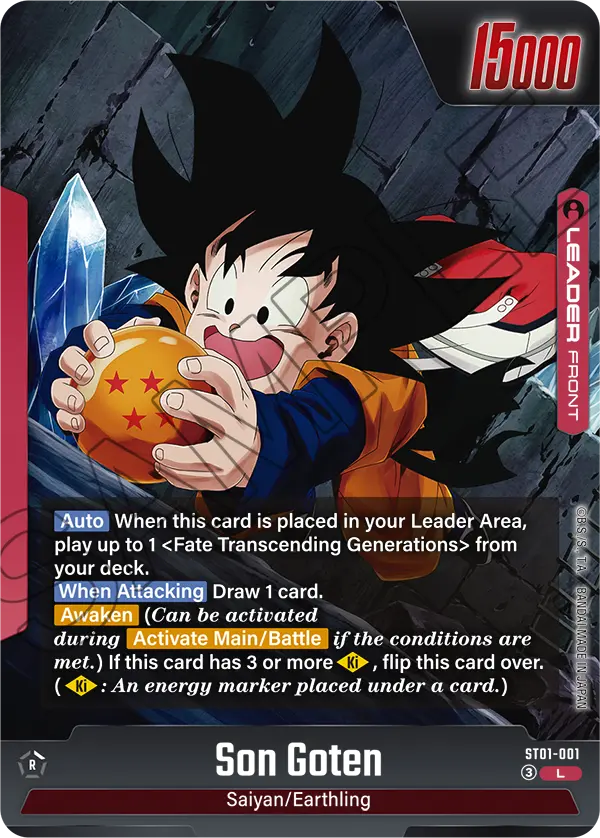 15000
LEADER FRONT
Auto When this card is placed in your Leader Area,
play up to 1 <Fate Transcending Generations> from
your deck.
When Attacking Draw 1 card.
Awaken (Can be activated
during Activate Main/Battle if the conditions are
met.) If this card has 3 or more Ki , flip this card over.
( Ki : An energy marker placed under a card.)
©B.S./S., T.A. BANDAI MADE IN JAPAN
SAMPLE
R
Son Goten
ST01-001
3 L
Saiyan/Earthling